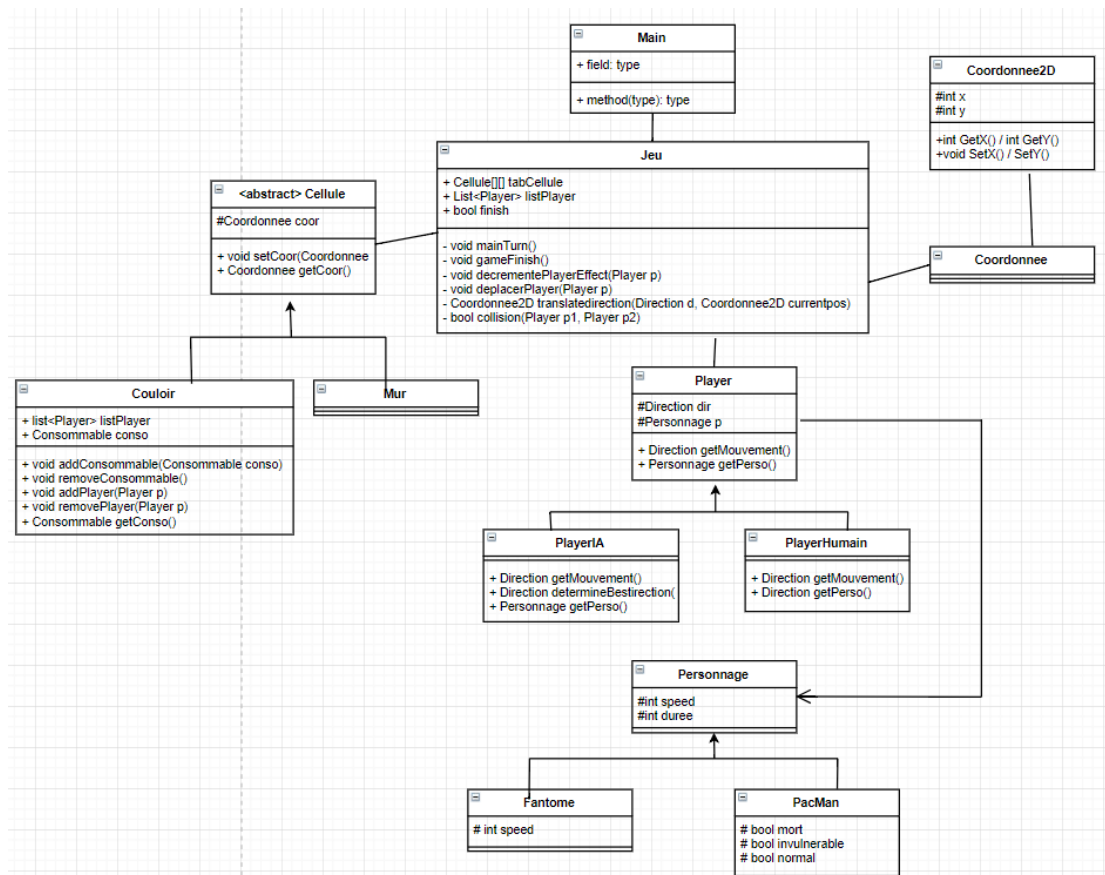 Main
+ field: type
+ method(type): type
Coordonnee2D
#int x
#int y
+int GetX() / int GetY()
+void SetX() / SetY()
Jeu
+ Cellule[][] tabCellule
+ List<Player> listPlayer
+ bool finish
- void mainTurn()
- void gameFinish()
- void decrementePlayerEffect(Player p)
- void deplacerPlayer(Player p)
- Coordonnee2D translatedirection(Direction d, Coordonnee2D currentpos)
- bool collision(Player p1, Player p2)
<abstract> Cellule
#Coordonnee coor
+ void setCoor(Coordonnee
+ Coordonnee getCoor()
Coordonnee
Couloir
+ list<Player> listPlayer
+ Consommable conso
+ void addConsommable(Consommable conso)
+ void removeConsommable()
+ void addPlayer(Player p)
+ void removePlayer(Player p)
+ Consommable getConso()
Mur
Player
#Direction dir
#Personnage p
+ Direction getMouvement()
+ Personnage getPerso()
PlayerIA
+ Direction getMouvement()
+ Direction determineBestirection(
+ Personnage getPerso()
PlayerHumain
+ Direction getMouvement()
+ Direction getPerso()
Personnage
#int speed
#int duree
Fantome
# int speed
PacMan
# bool mort
# bool invulnerable
# bool normal